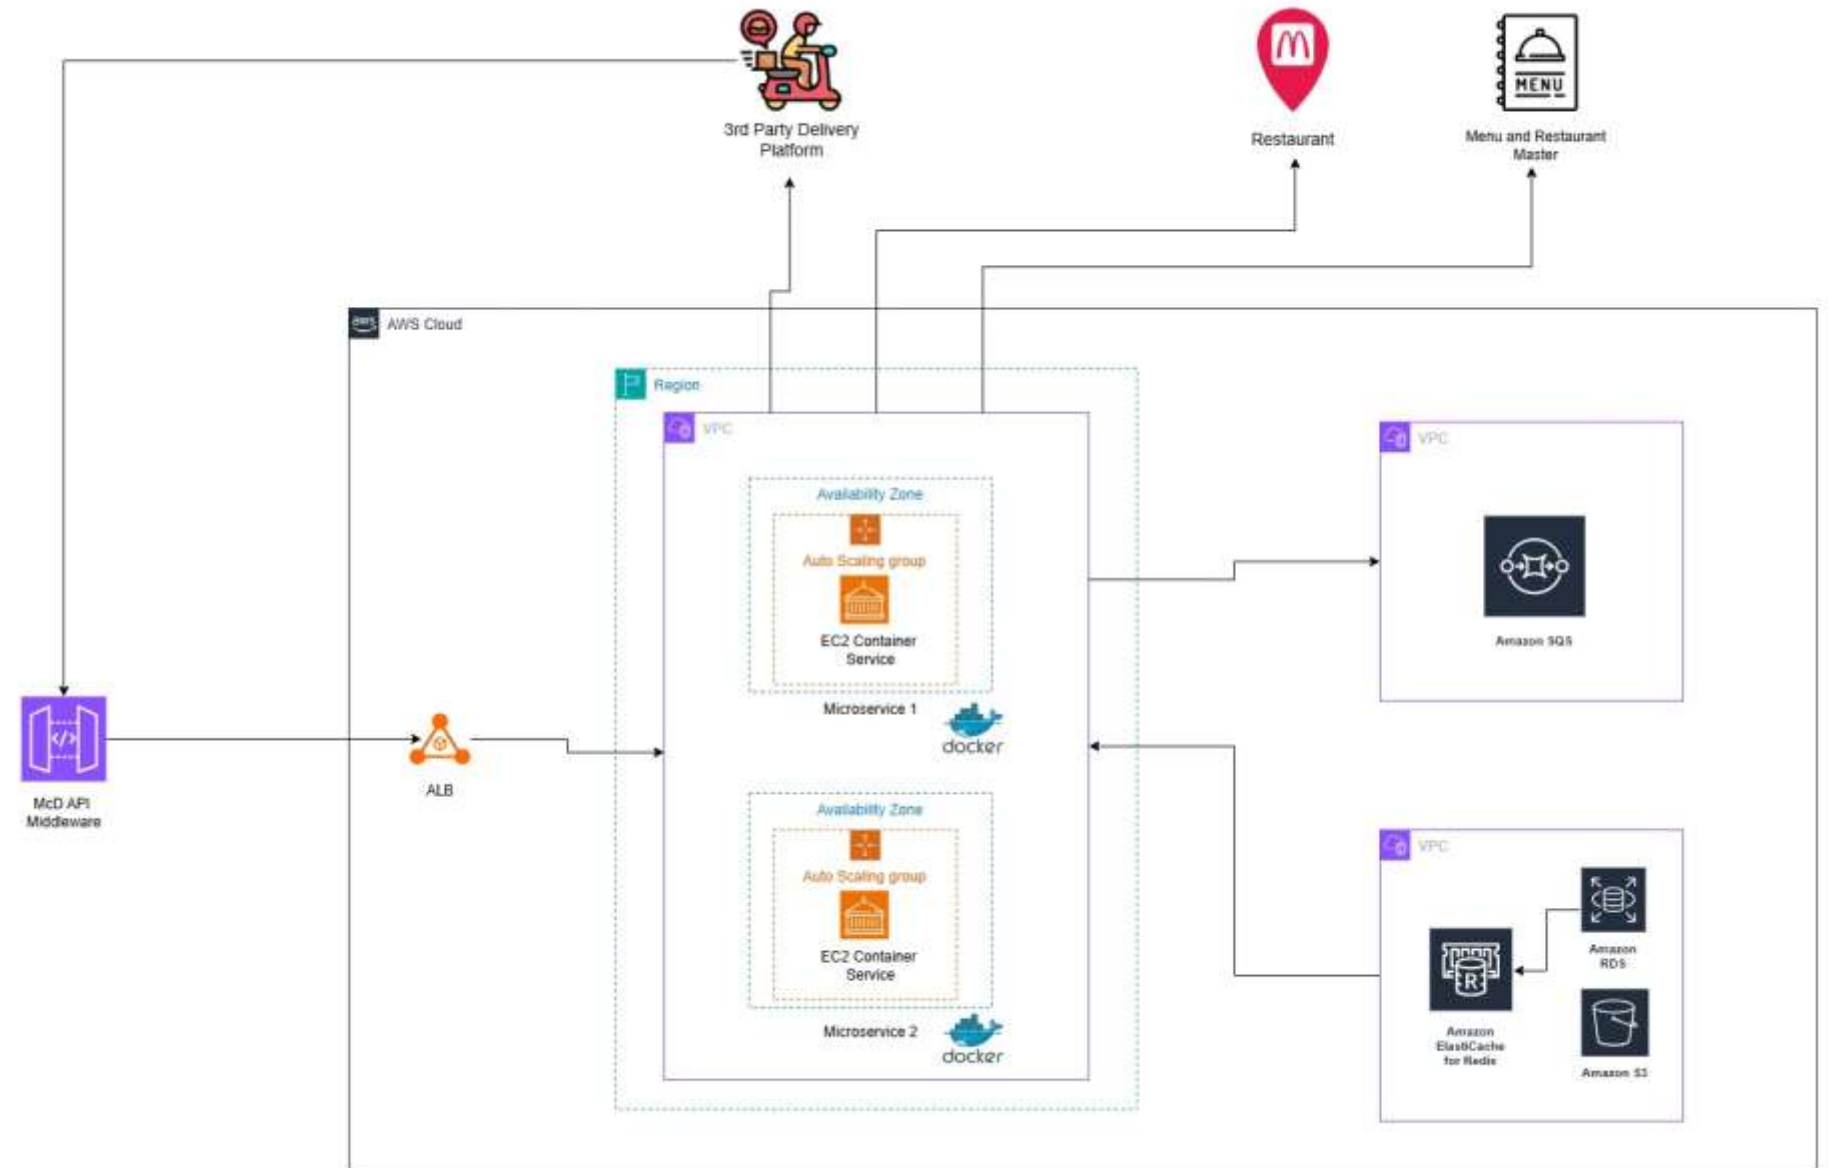 3rd Party Delivery
Platform
Restaurant
MENU
Menu and Restaurant
Master
aws
AWS Cloud
Region
VPC
Availability Zone
Auto Scaling group
EC2 Container
Service
Microservice 1
docker
Availability Zone
Auto Scaling group
EC2 Container
Service
Microservice 2
docker
McD API
Middleware
ALB
VPC
Amazon SQS
VPC
Amazon
RDS
R
Amazon
ElastiCache
for Redis
Amazon S3